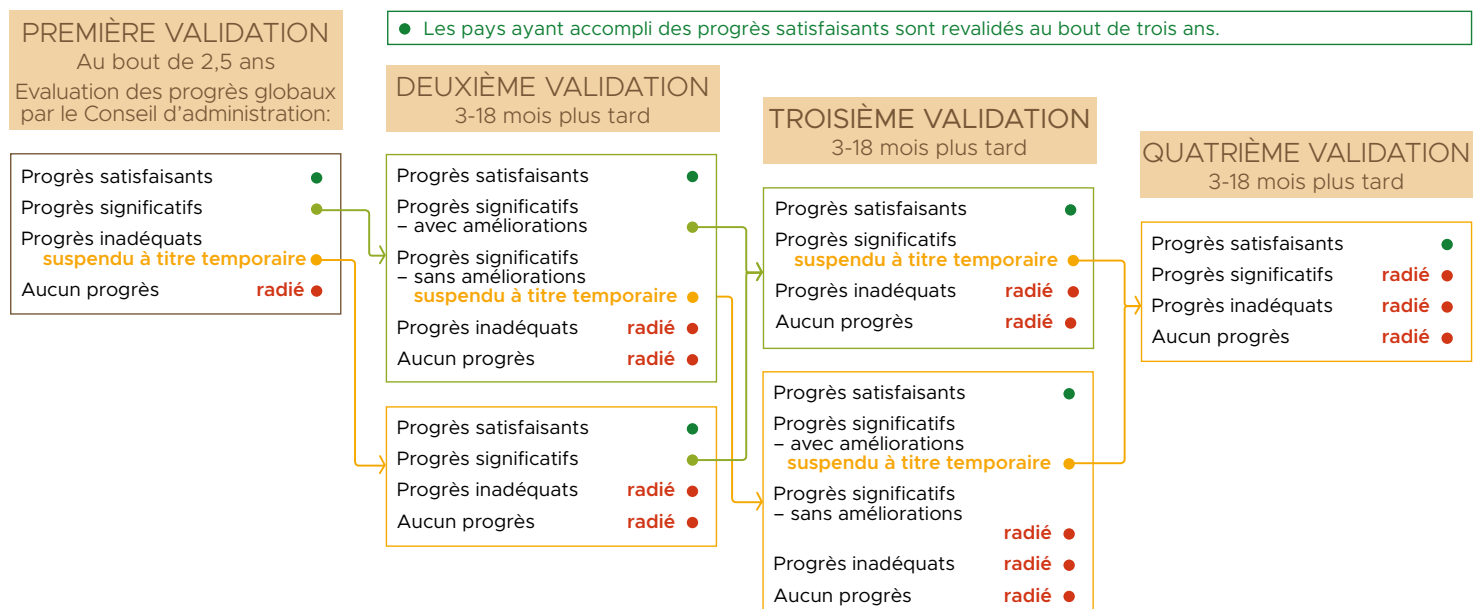 PREMIÈRE VALIDATION
Au bout de 2,5 ans
Evaluation des progrès globaux
par le Conseil d'administration:
Progrès satisfaisants
Progrès significatifs
Progrès inadéquats
suspendu à titre temporaire
Aucun progrès radié
Les pays ayant accompli des progrès satisfaisants sont revalidés au bout de trois ans.
DEUXIÈME VALIDATION
3-18 mois plus tard
Progrès satisfaisants
Progrès significatifs
– avec améliorations
Progrès significatifs
– sans améliorations
suspendu à titre temporaire
Progrès inadéquats radié
Aucun progrès radié
Progrès satisfaisants
Progrès significatifs
Progrès inadéquats radié
Aucun progrès radié
TROISIÈME VALIDATION
3-18 mois plus tard
Progrès satisfaisants
Progrès significatifs
suspendu à titre temporaire
Progrès inadéquats radié
Aucun progrès radié
Progrès satisfaisants
Progrès significatifs
– avec améliorations
suspendu à titre temporaire
Progrès significatifs
– sans améliorations
radié
Progrès inadéquats radié
Aucun progrès radié
QUATRIÈME VALIDATION
3-18 mois plus tard
Progrès satisfaisants
Progrès significatifs radié
Progrès inadéquats radié
Aucun progrès radié